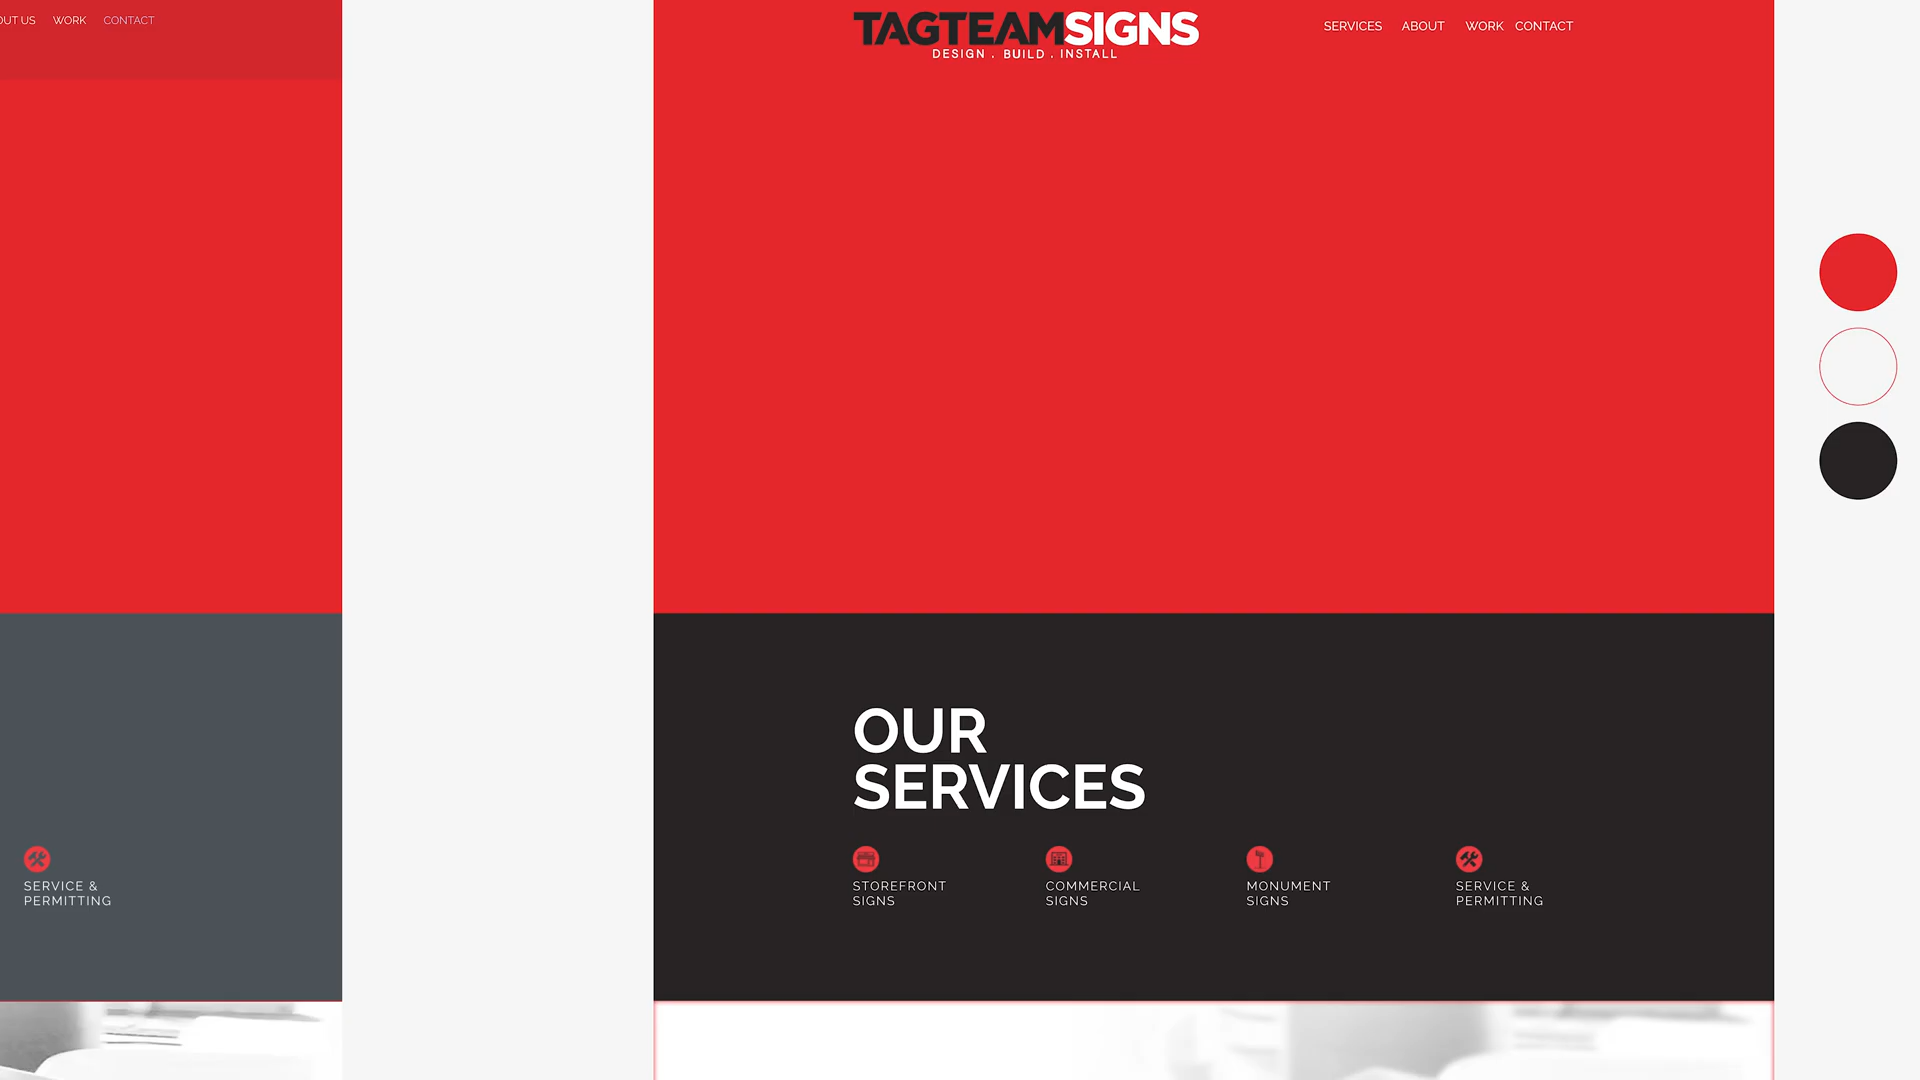 OUT US WORK CONTACT
SERVICE &
PERMITTING
TAGTEAMSIGNS
DESIGN . BUILD . INSTALL
SERVICES ABOUT WORK CONTACT
OUR
SERVICES
STOREFRONT
SIGNS
COMMERCIAL
SIGNS
MONUMENT
SIGNS
SERVICE &
PERMITTING